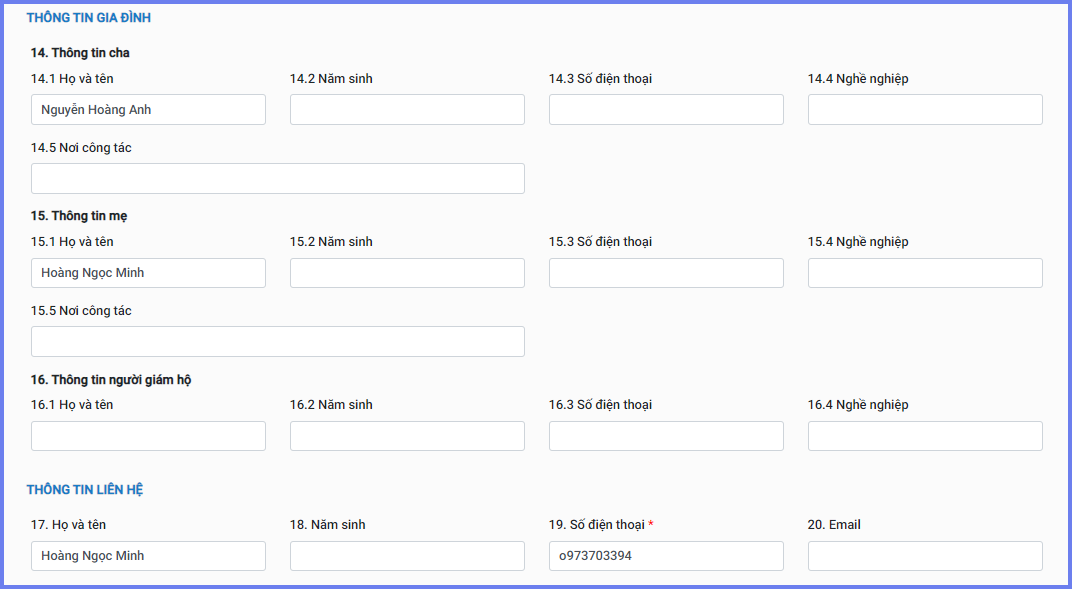 THÔNG TIN GIA ĐÌNH
14. Thông tin cha
14.1 Họ và tên 14.2 Năm sinh 14.3 Số điện thoại 14.4 Nghề nghiệp
Nguyễn Hoàng Anh
14.5 Nơi công tác
15. Thông tin mẹ
15.1 Họ và tên 15.2 Năm sinh 15.3 Số điện thoại 15.4 Nghề nghiệp
Hoàng Ngọc Minh
15.5 Nơi công tác
16. Thông tin người giám hộ
16.1 Họ và tên 16.2 Năm sinh 16.3 Số điện thoại 16.4 Nghề nghiệp
THÔNG TIN LIÊN HỆ
17. Họ và tên 18. Năm sinh 19. Số điện thoại * 20. Email
Hoàng Ngọc Minh o973703394